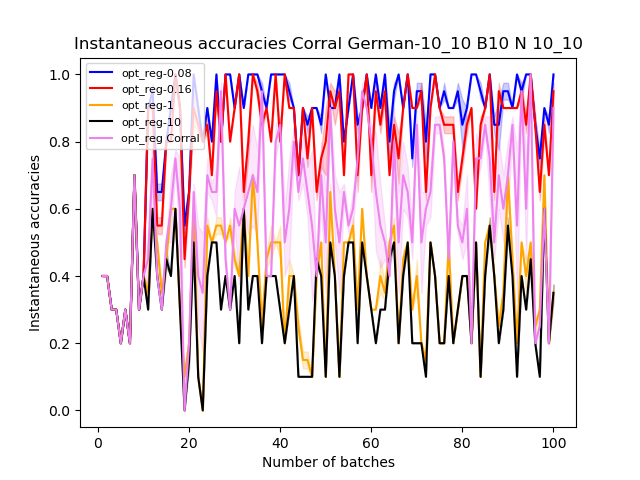 Instantaneous accuracies Corral German-10_10 B10 N 10_10
Instantaneous accuracies
1.0
0.8
0.6
0.4
0.2
0.0
opt_reg-0.08
opt_reg-0.16
opt_reg-1
opt_reg-10
opt_reg Corral
0
20
40
60
80
100
Number of batches